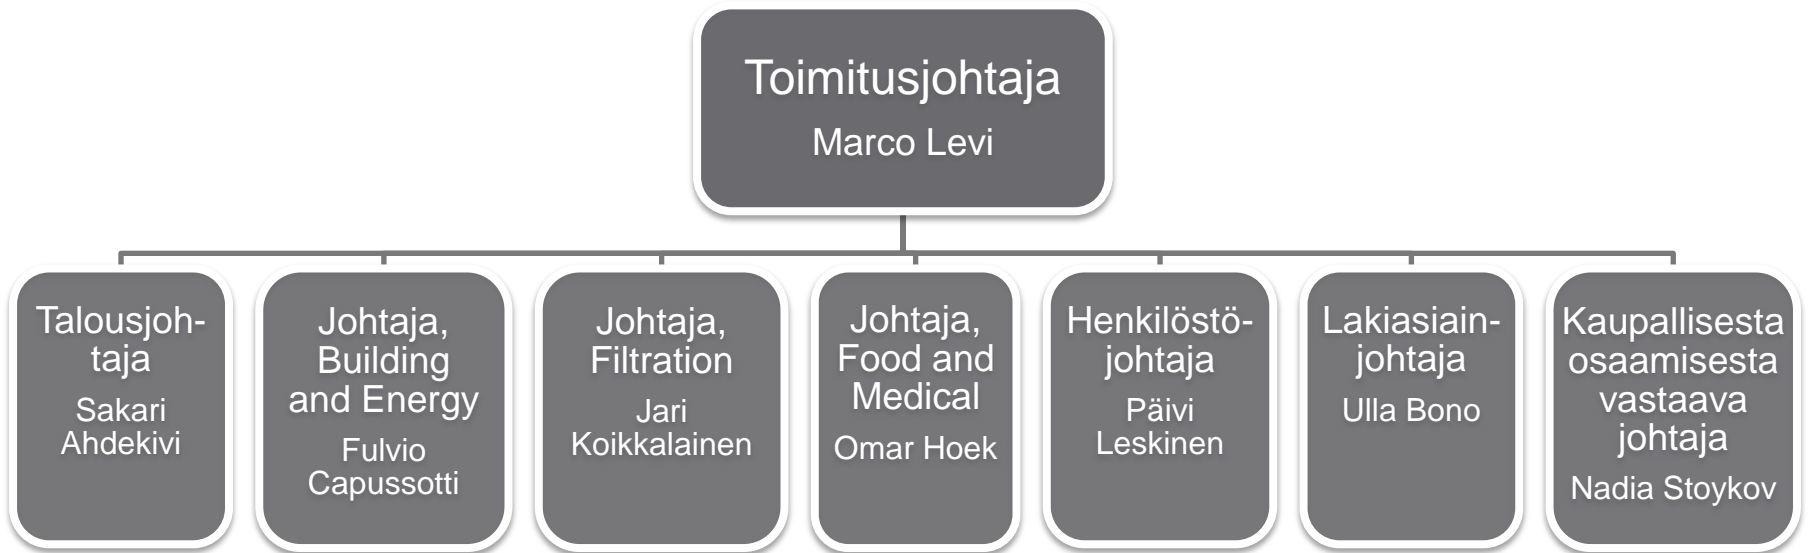 Toimitusjohtaja
Marco Levi
Talousjoh-
taja
Sakari
Ahdekivi
Johtaja,
Building
and Energy
Fulvio
Capussotti
Johtaja,
Filtration
Jari
Koikkalainen
Johtaja,
Food and
Medical
Omar Hoek
Henkilöstö-
johtaja
Päivi
Leskinen
Lakiasiain-
johtaja
Ulla Bono
Kaupallisesta
osaamisesta
vastaava
johtaja
Nadia Stoykov